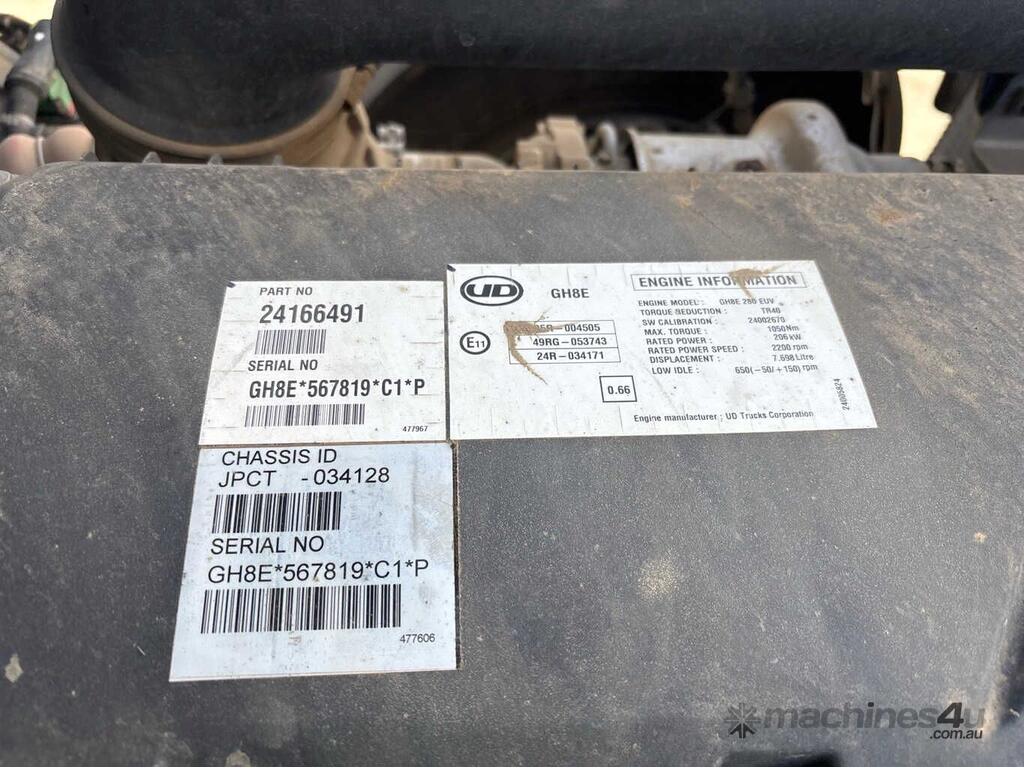 PART NO
24166491
SERIAL NO
GH8E*567819*C1*P
477967
CHASSIS ID
JPCT -034128
SERIAL NO
GH8E*567819*C1*P
477606
UD GH8E
E11
5R-004505
49RG-053743
24R-034171
0.66
ENGINE INFORMATION
ENGINE MODEL: GH8E 280 EUV
TORQUE REDUCTION: TR40
SW CALIBRATION: 24002670
MAX. TORQUE: 1050Nm
RATED POWER: 206 kW
RATED POWER SPEED: 2200 rpm
DISPLACEMENT: 7.698 Litre
LOW IDLE: 650(-50/+150) rpm
Engine manufacturer ; UD Trucks Corporation
24005824
machines4u
.com.au